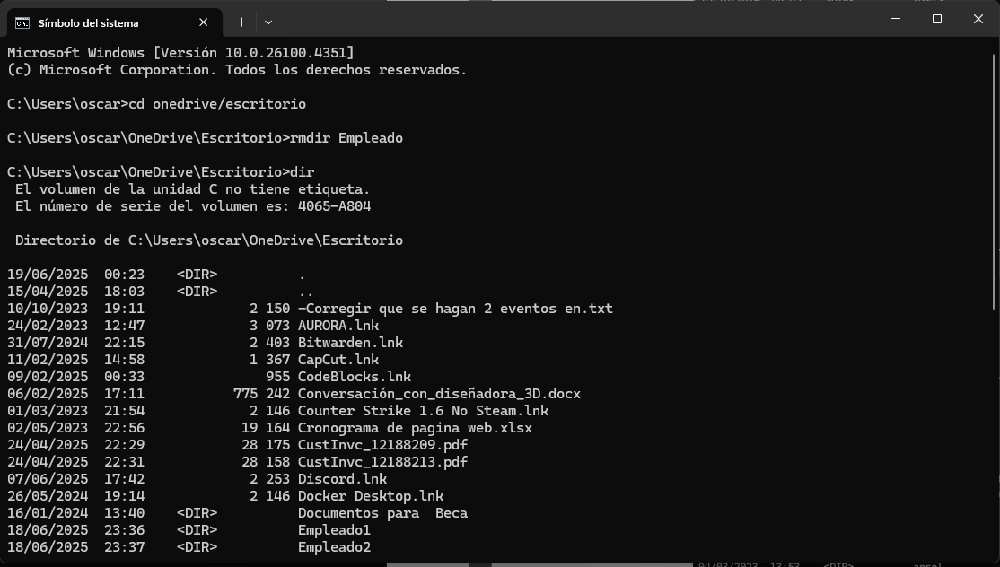 Símbolo del sistema
Microsoft Windows [Versión 10.0.26100.4351]
(c) Microsoft Corporation. Todos los derechos reservados.
C:\Users\oscar>cd onedrive/escritorio
C:\Users\oscar\OneDrive\Escritorio>rmdir Empleado
C:\Users\oscar\OneDrive\Escritorio>dir
El volumen de la unidad C no tiene etiqueta.
El número de serie del volumen es: 4065-A804
Directorio de C:\Users\oscar\OneDrive\Escritorio
19/06/2025  00:23    <DIR>          .
15/04/2025  18:03    <DIR>          ..
10/10/2023  19:11             2 150 -Corregir que se hagan 2 eventos en.txt
24/02/2023  12:47             3 073 AURORA.lnk
31/07/2024  22:15             2 403 Bitwarden.lnk
11/02/2025  14:58             1 367 CapCut.lnk
09/02/2025  00:33               955 CodeBlocks.lnk
06/02/2025  17:11           775 242 Conversación_con_diseñadora_3D.docx
01/03/2023  21:54             2 146 Counter Strike 1.6 No Steam.lnk
02/05/2023  22:56            19 164 Cronograma de pagina web.xlsx
24/04/2025  22:29            28 175 CustInvc_12188209.pdf
24/04/2025  22:31            28 158 CustInvc_12188213.pdf
07/06/2025  17:42             2 253 Discord.lnk
26/05/2024  19:14             2 146 Docker Desktop.lnk
16/01/2024  13:40    <DIR>          Documentos para  Beca
18/06/2025  23:36    <DIR>          Empleado1
18/06/2025  23:37    <DIR>          Empleado2